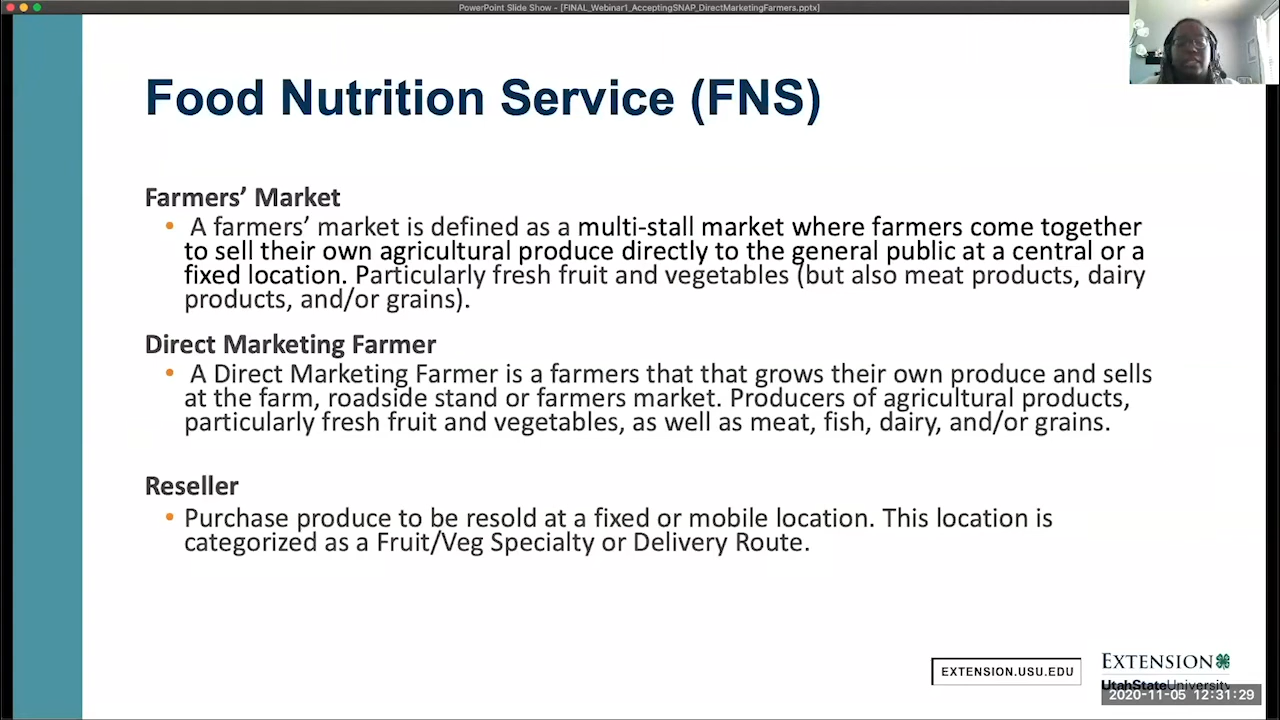 PowerPoint Slide Show - [FINAL_Webinar1_AcceptingSNAP_DirectMarketingFarmers.pptx]
Food Nutrition Service (FNS)
Farmers' Market
• A farmers' market is defined as a multi-stall market where farmers come together
to sell their own agricultural produce directly to the general public at a central or a
fixed location. Particularly fresh fruit and vegetables (but also meat products, dairy
products, and/or grains).
Direct Marketing Farmer
• A Direct Marketing Farmer is a farmers that that grows their own produce and sells
at the farm, roadside stand or farmers market. Producers of agricultural products,
particularly fresh fruit and vegetables, as well as meat, fish, dairy, and/or grains.
Reseller
• Purchase produce to be resold at a fixed or mobile location. This location is
categorized as a Fruit/Veg Specialty or Delivery Route.
EXTENSION.USU.EDU
EXTENSION
UtahStateUniversity
2020-11-05 12:31:29